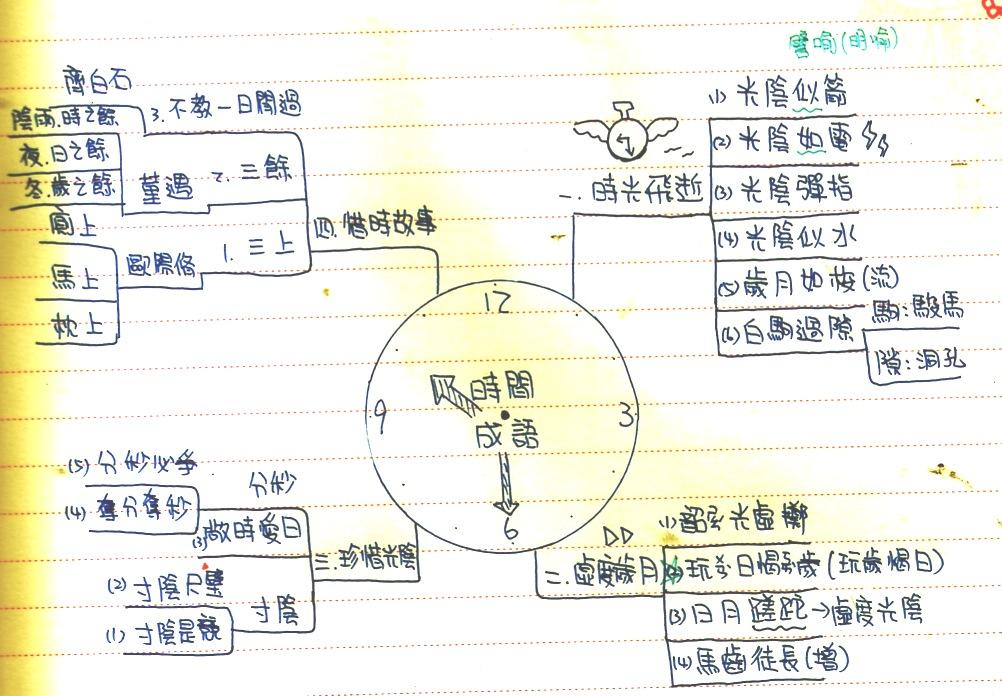 譬喻(明喻)
12
3
6
9
時間
成語
一.時光飛逝
(1) 光陰似箭
(2) 光陰如電
(3) 光陰彈指
(4) 光陰似水
(5) 歲月如梭(流)
(6) 白駒過隙
駒:駿馬
隙:洞孔
二.虛度歲月
(1) 韶光虛擲
(2) 玩日愒歲(玩歲愒日)
(3) 日月蹉跎→虛度光陰
(4) 馬齒徒長(增)
三.珍惜光陰
寸陰
(1) 寸陰是競
(2) 寸陰尺璧
(3) 敬時愛日
分秒
(4) 奪分奪秒
(5) 分秒必爭
四.惜時故事
1. 三上
歐陽修
廁上
馬上
枕上
2. 三餘
董遇
冬.歲之餘
夜.日之餘
陰雨.時之餘
3.不教一日閒過
齊白石